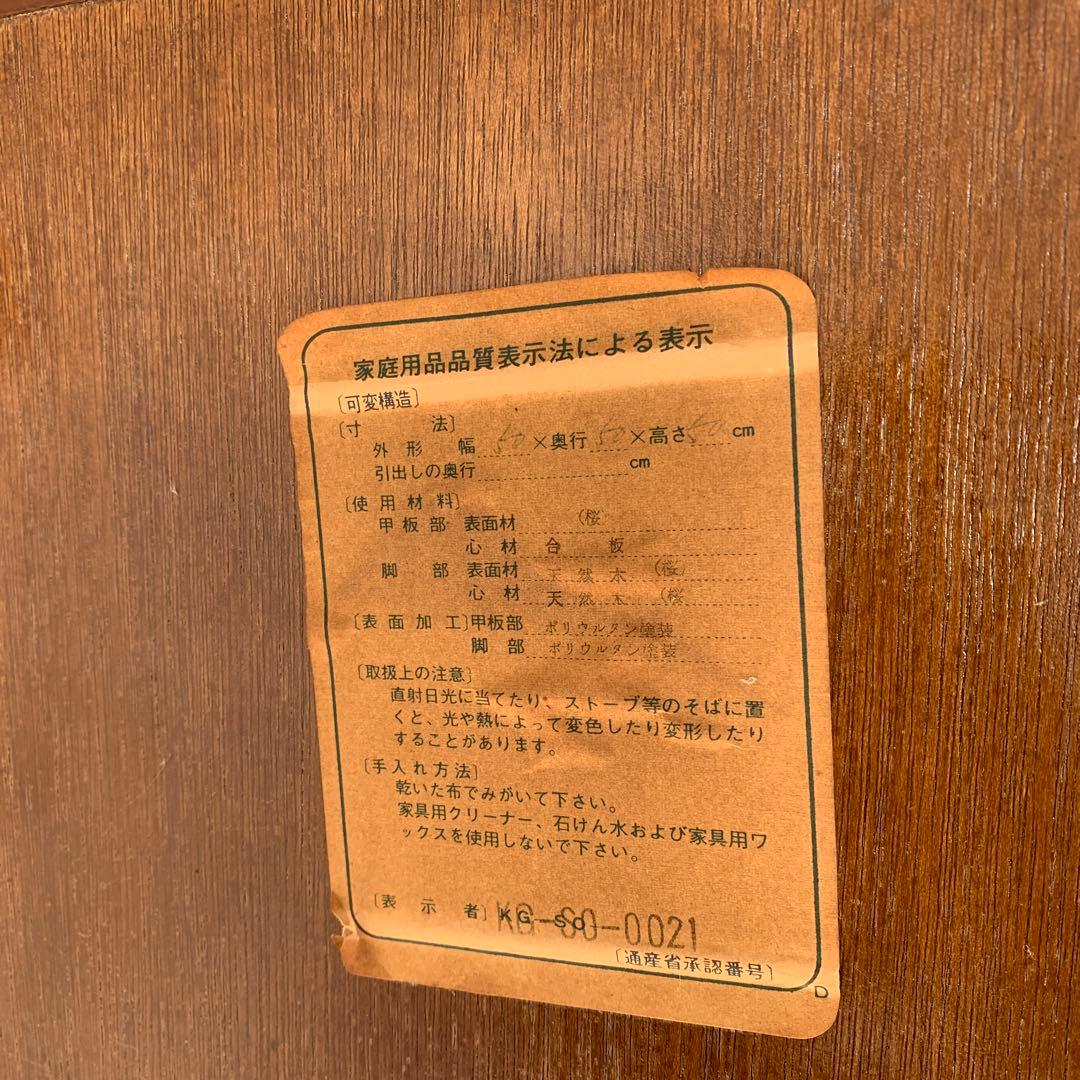 家庭用品品質表示法による表示
〔可変構造〕
〔寸法〕
外形 幅 50 ×奥行 50 ×高さ 50 cm
引出しの奥行 cm
〔使用材料〕
甲板部 表面材 (桜
心材 合板
脚部 表面材 天然木 (桜)
心材 天然木 (桜
〔表面加工〕甲板部 ポリウルタン塗装
脚部 ポリウルタン塗装
〔取扱上の注意〕
直射日光に当てたり、ストーブ等のそばに置
くと、光や熱によって変色したり変形したり
することがあります。
〔手入れ方法〕
乾いた布でみがいて下さい。
家具用クリーナー、石けん水および家具用ワ
ックスを使用しないで下さい。
〔表示者〕KG-SO-0021
〔通産省承認番号〕
D